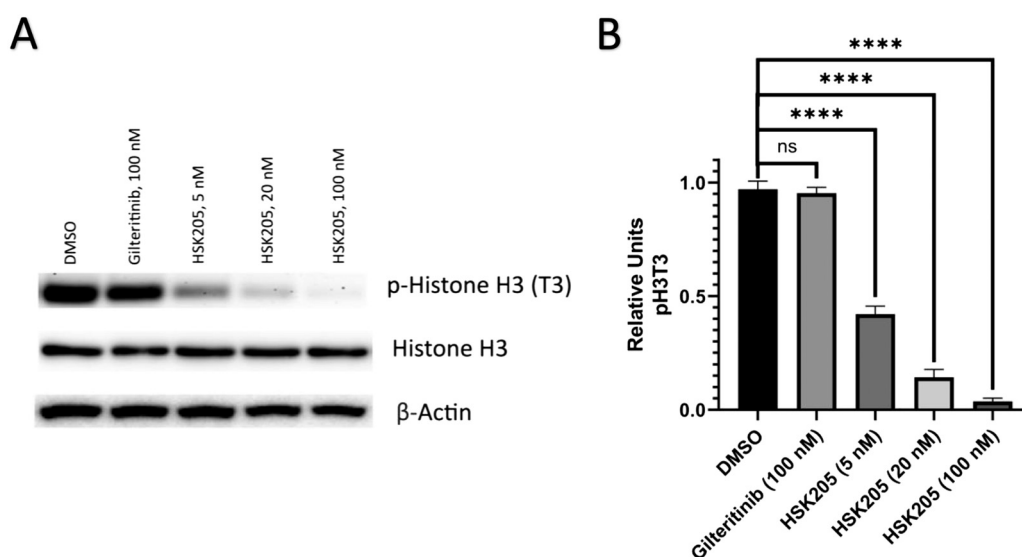 A
DMSO
Gilteritinib, 100 nM
HSK205, 5 nM
HSK205, 20 nM
HSK205, 100 nM
p-Histone H3 (T3)
Histone H3
β-Actin
B
****
****
****
ns
Relative Units
pH3T3
1.0
0.5
0.0
DMSO
Gilteritinib (100 nM)
HSK205 (5 nM)
HSK205 (20 nM)
HSK205 (100 nM)